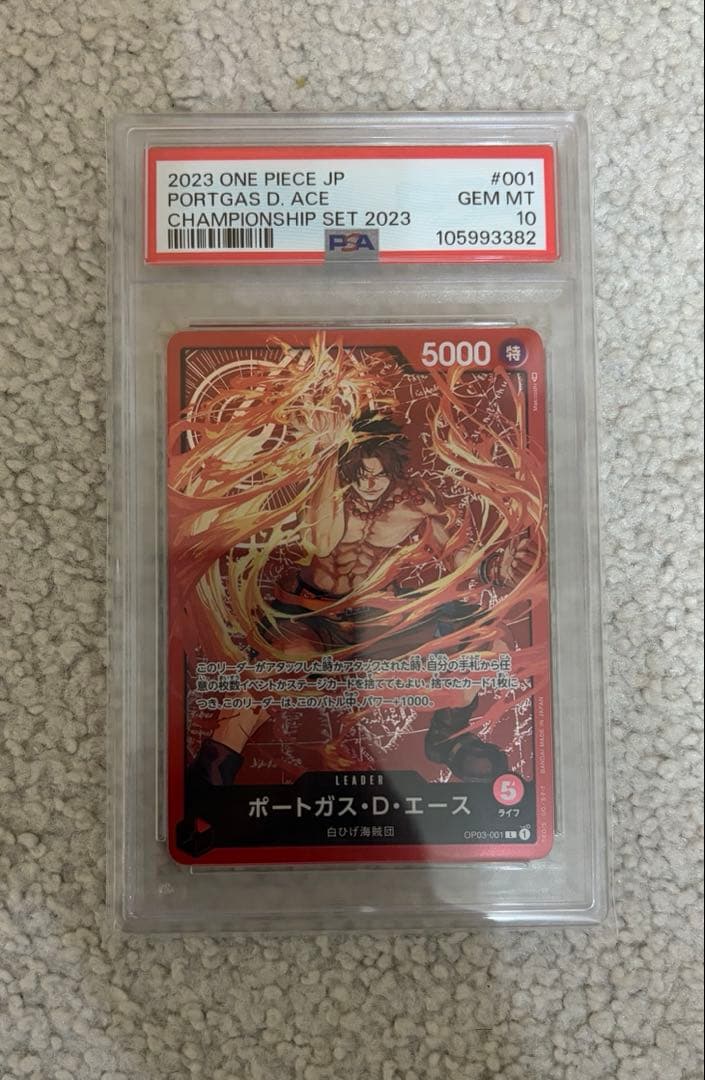 2023 ONE PIECE JP #001
PORTGAS D. ACE GEM MT
CHAMPIONSHIP SET 2023 10
PSA 105993382
5000 特
Makitoshi
このリーダーがアタックした時かアタックされた時、自分の手札から任
意の枚数イベントかステージカードを捨ててもよい。捨てたカード1枚に
つき、このリーダーは、このバトル中、パワー+1000。
LEADER
ポートガス・D・エース
5
ライフ
白ひげ海賊団
OP03-001 L 1
BANDAI MADE IN JAPAN